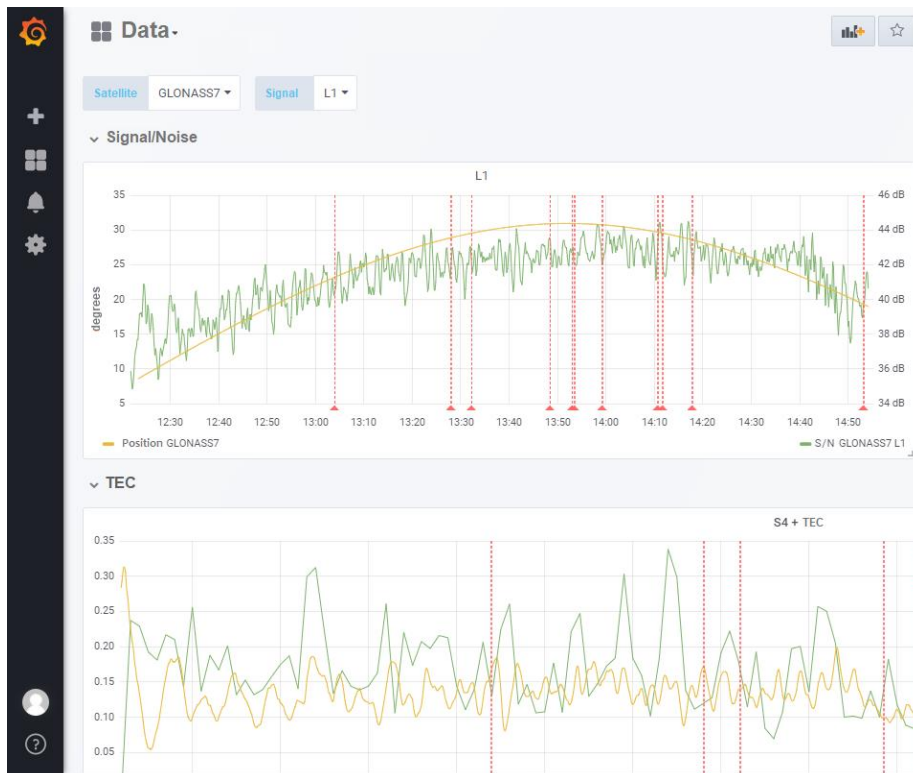 Data
Satellite GLONASS7 Signal L1
Signal/Noise
L1
35 46 dB
30 44 dB
25 42 dB
20 40 dB
15 38 dB
10 36 dB
5 34 dB
degrees
12:30 12:40 12:50 13:00 13:10 13:20 13:30 13:40 13:50 14:00 14:10 14:20 14:30 14:40 14:50
Position GLONASS7 S/N GLONASS7 L1
TEC
S4 + TEC
0.35
0.30
0.25
0.20
0.15
0.10
0.05